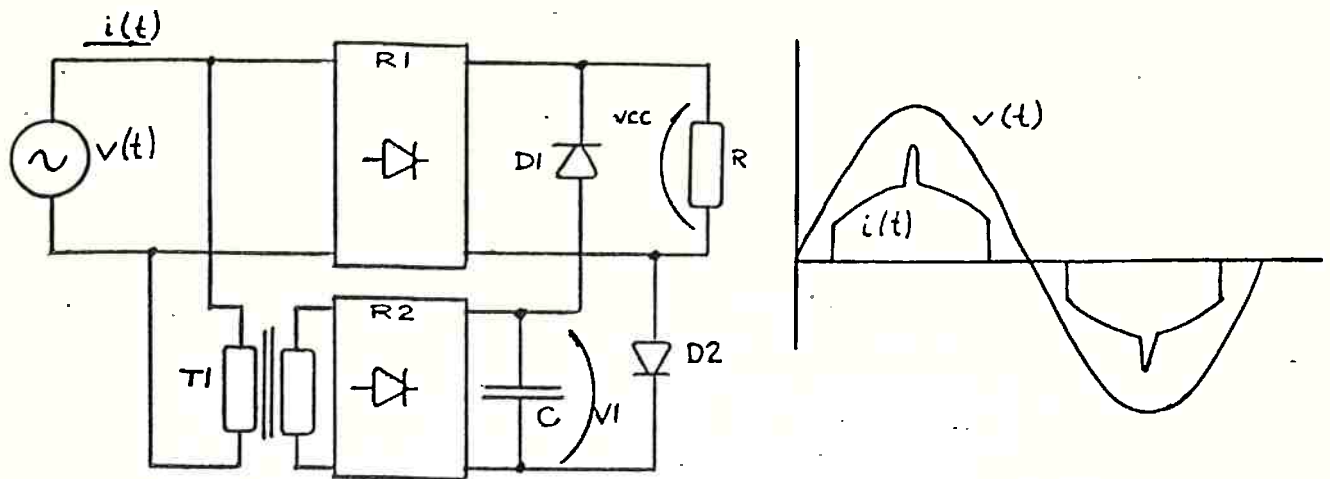 i(t)
v(t)
R1
D1
vcc
R
T1
R2
C
V1
D2
v(t)
i(t)